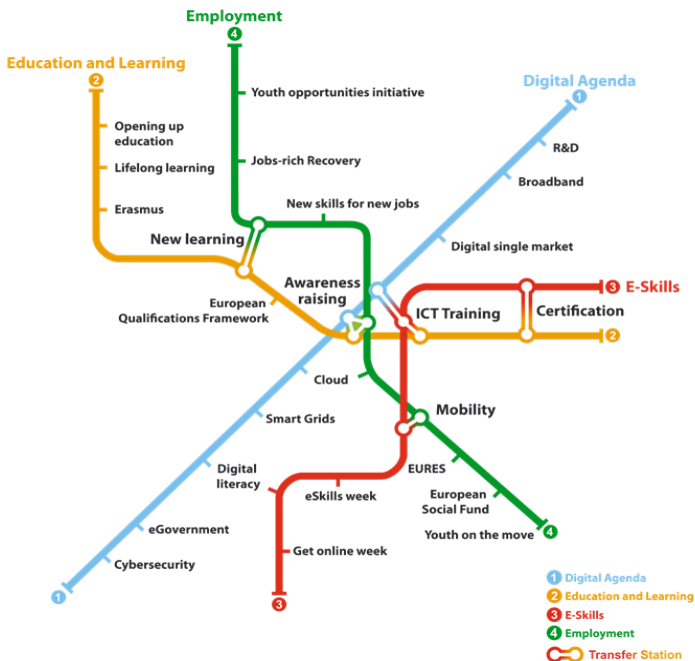 Employment
4
Education and Learning
2
Digital Agenda
1
Youth opportunities initiative
Opening up
education
R&D
Jobs-rich Recovery
Lifelong learning
Broadband
New skills for new jobs
Erasmus
New learning
Digital single market
Awareness
raising
3 E-Skills
European
Qualifications Framework
ICT Training
Certification
2
Cloud
Mobility
Smart Grids
Digital
literacy
EURES
eSkills week
European
Social Fund
eGovernment
Youth on the move
4
Get online week
Cybersecurity
1
3
1 Digital Agenda
2 Education and Learning
3 E-Skills
4 Employment
Transfer Station